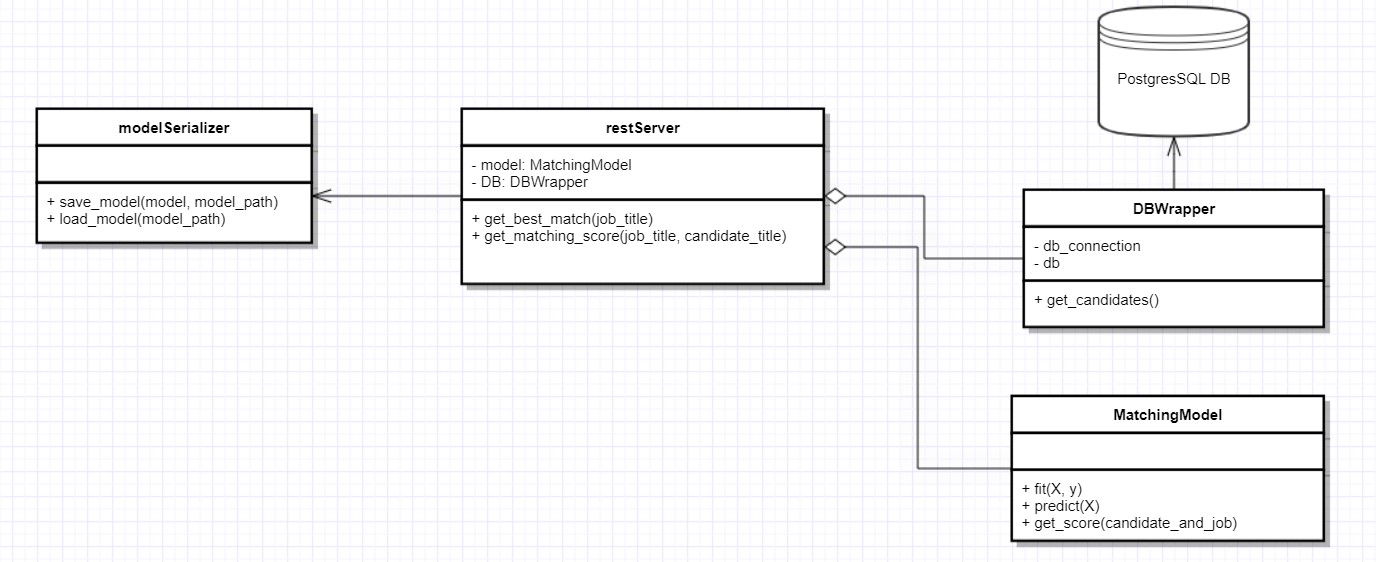 PostgresSQL DB
modelSerializer
+ save_model(model, model_path)
+ load_model(model_path)
restServer
- model: MatchingModel
- DB: DBWrapper
+ get_best_match(job_title)
+ get_matching_score(job_title, candidate_title)
DBWrapper
- db_connection
- db
+ get_candidates()
MatchingModel
+ fit(X, y)
+ predict(X)
+ get_score(candidate_and_job)